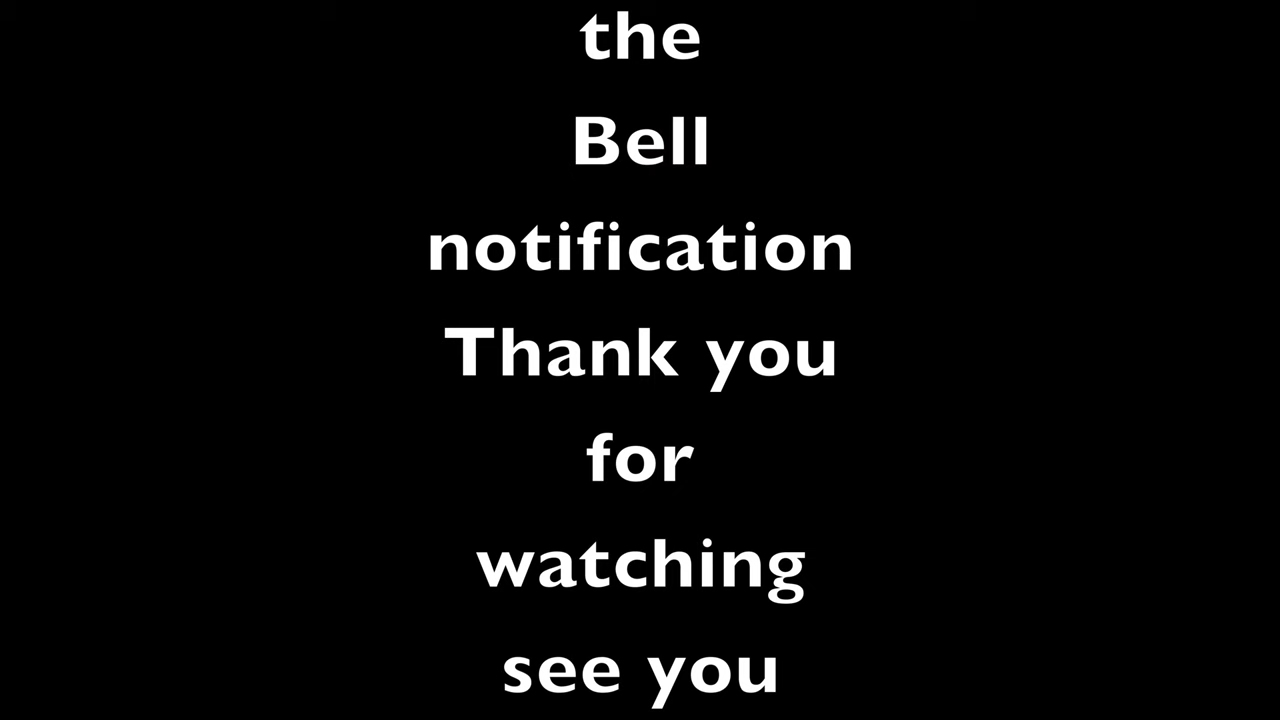 the
Bell
notification
Thank you
for
watching
see you